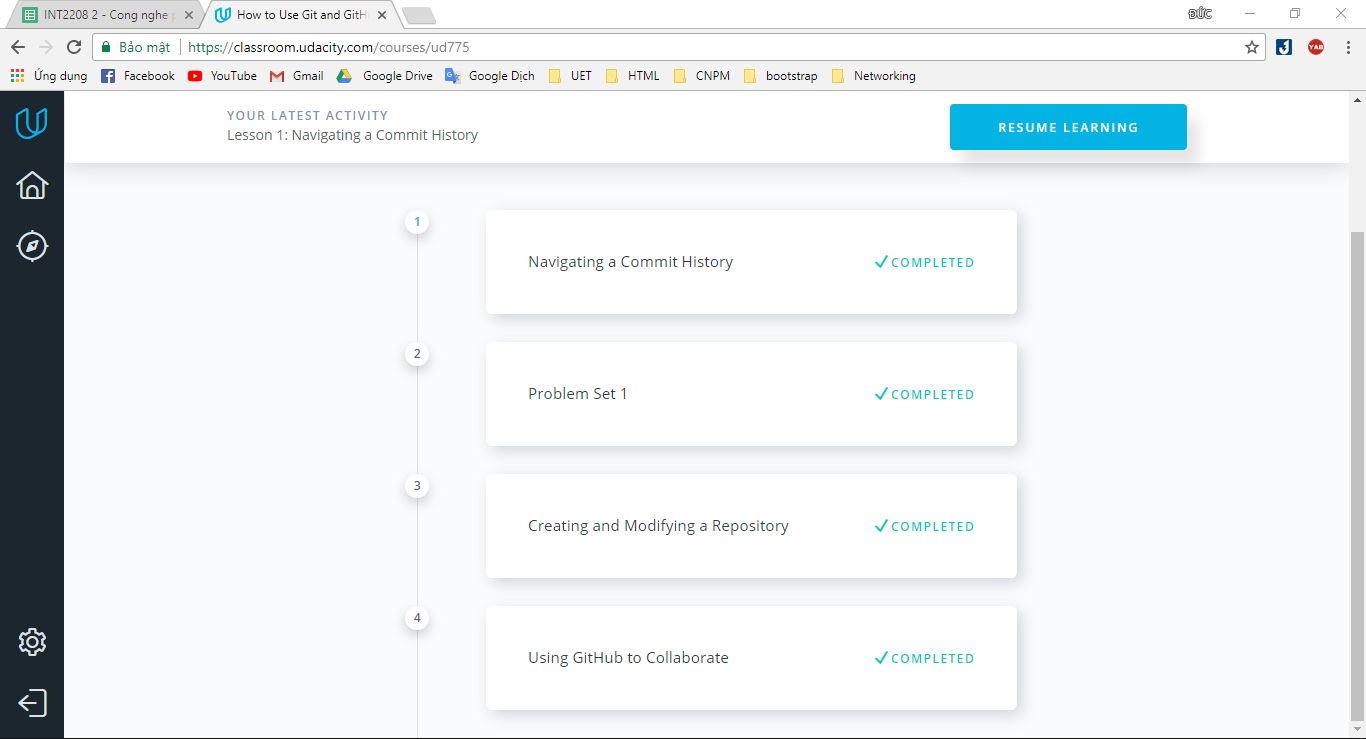 INT2208 2 - Cong nghe p
How to Use Git and GitH
ĐỨC
Bảo mật
https://classroom.udacity.com/courses/ud775
YAB
Ứng dụng
Facebook
YouTube
Gmail
Google Drive
Google Dịch
UET
HTML
CNPM
bootstrap
Networking
YOUR LATEST ACTIVITY
Lesson 1: Navigating a Commit History
RESUME LEARNING
1
Navigating a Commit History
COMPLETED
2
Problem Set 1
COMPLETED
3
Creating and Modifying a Repository
COMPLETED
4
Using GitHub to Collaborate
COMPLETED